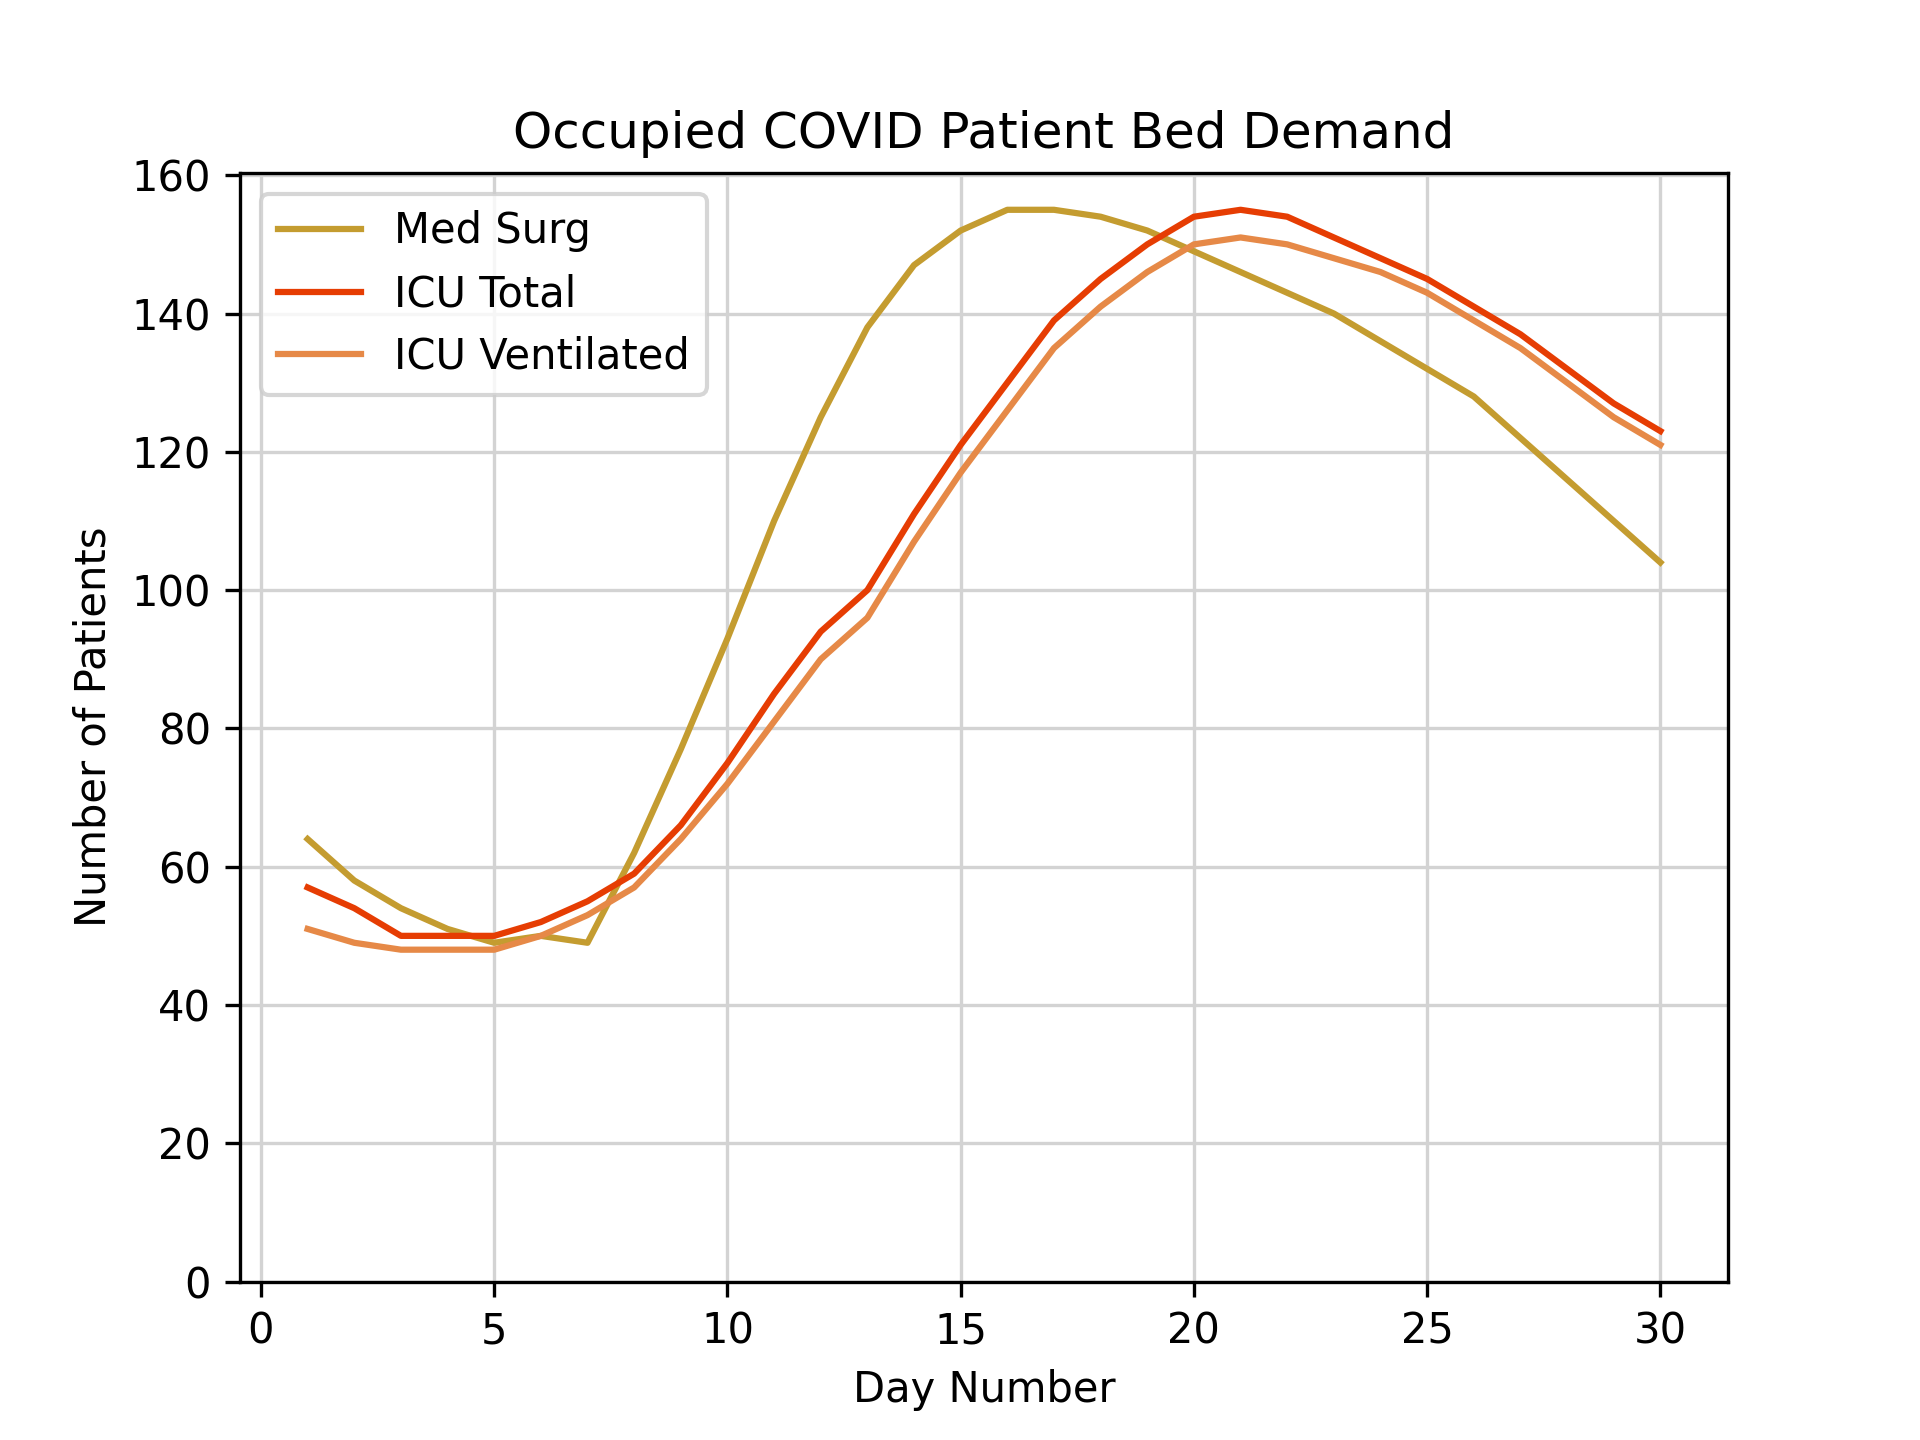 Occupied COVID Patient Bed Demand
160
140
120
100
80
60
40
20
0
Number of Patients
Med Surg
ICU Total
ICU Ventilated
0 5 10 15 20 25 30
Day Number